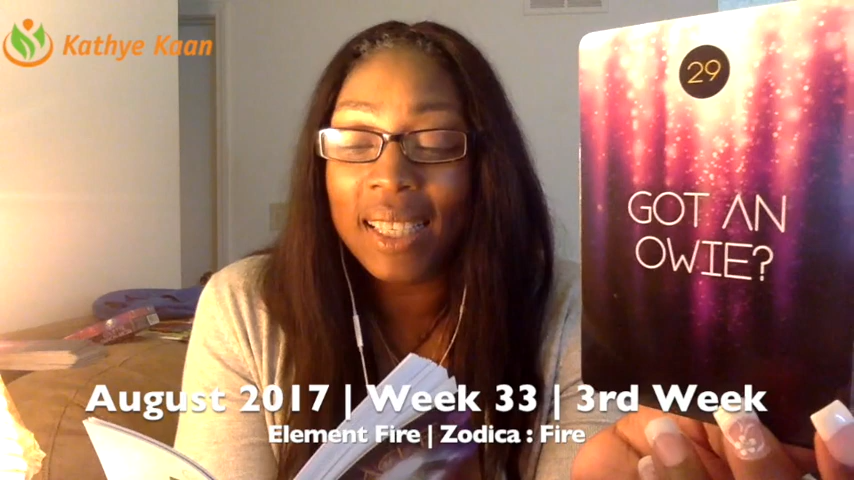 Kathye Kaan
29
GOT AN
OWIE?
August 2017 | Week 33 | 3rd Week
Element Fire | Zodica : Fire